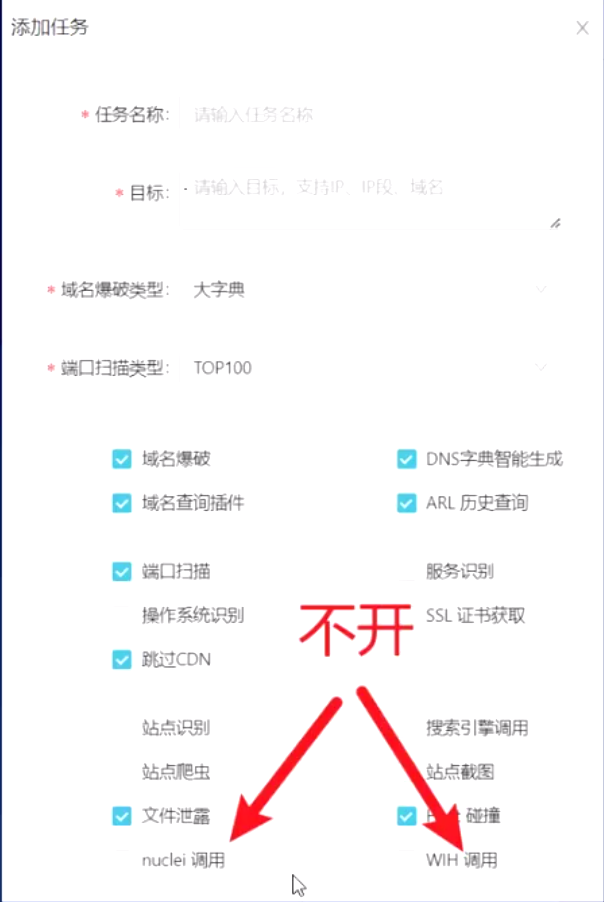 添加任务
* 任务名称: 请输入任务名称
* 目标: 请输入目标、支持IP、IP段、域名
* 域名爆破类型: 大字典
* 端口扫描类型: TOP100
域名爆破 DNS字典智能生成
域名查询插件 ARL 历史查询
端口扫描 服务识别
操作系统识别 SSL 证书获取
不开
跳过CDN
站点识别 搜索引擎调用
站点爬虫 站点截图
文件泄露 碰撞
nuclei 调用 WIH 调用